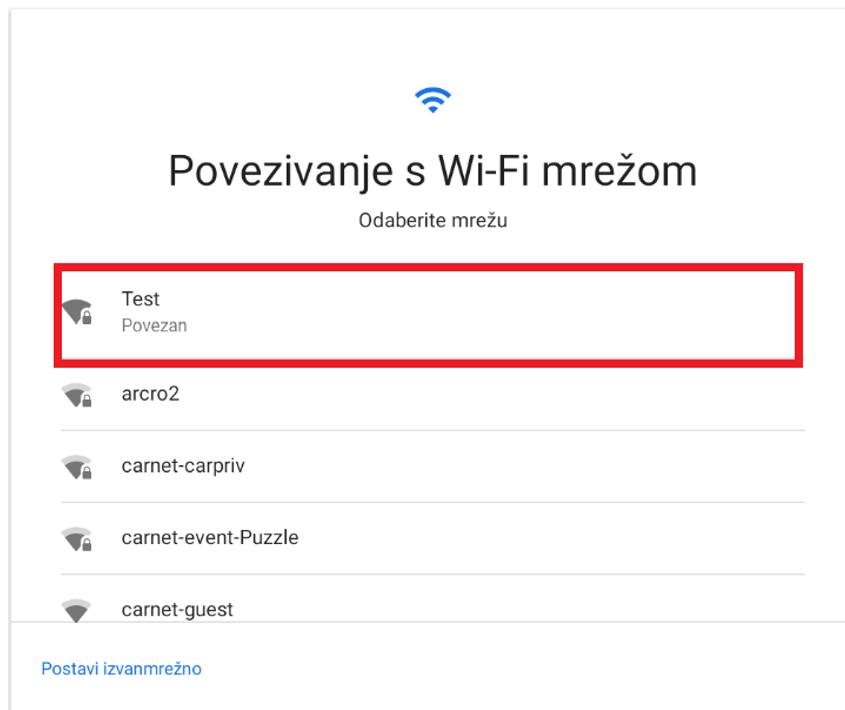 Povezivanje s Wi-Fi mrežom
Odaberite mrežu
Test
Povezan
arcro2
carnet-carpriv
carnet-event-Puzzle
carnet-guest
Postavi izvanmrežno